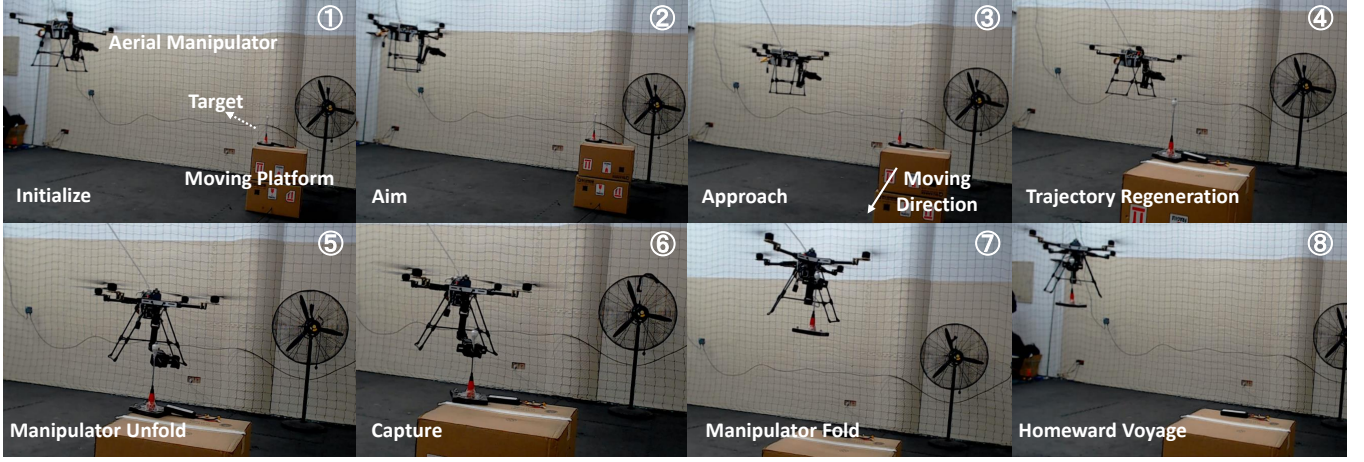 ①
Aerial Manipulator
Target
Moving Platform
Initialize
②
Aim
③
Moving
Direction
Approach
④
Trajectory Regeneration
⑤
Manipulator Unfold
⑥
Capture
⑦
Manipulator Fold
⑧
Homeward Voyage